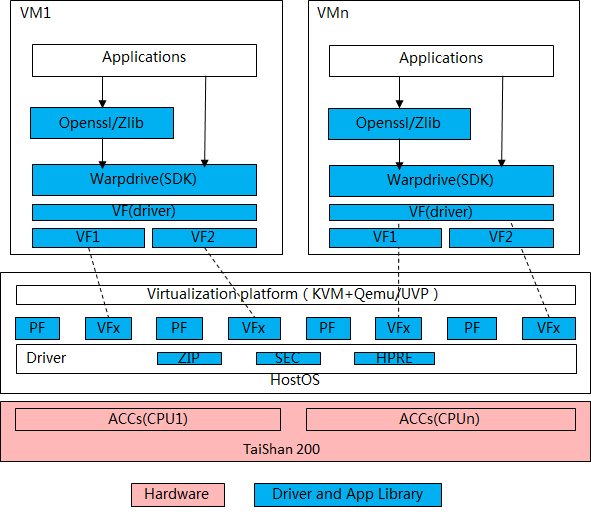 VM1
VMn
Applications
Applications
Openssl/Zlib
Openssl/Zlib
Warpdrive(SDK)
Warpdrive(SDK)
VF(driver)
VF(driver)
VF1
VF2
VF1
VF2
Virtualization platform（KVM+Qemu/UVP）
PF
VFx
PF
VFx
PF
VFx
PF
VFx
Driver
ZIP
SEC
HPRE
HostOS
ACCs(CPU1)
ACCs(CPUn)
TaiShan 200
Hardware
Driver and App Library